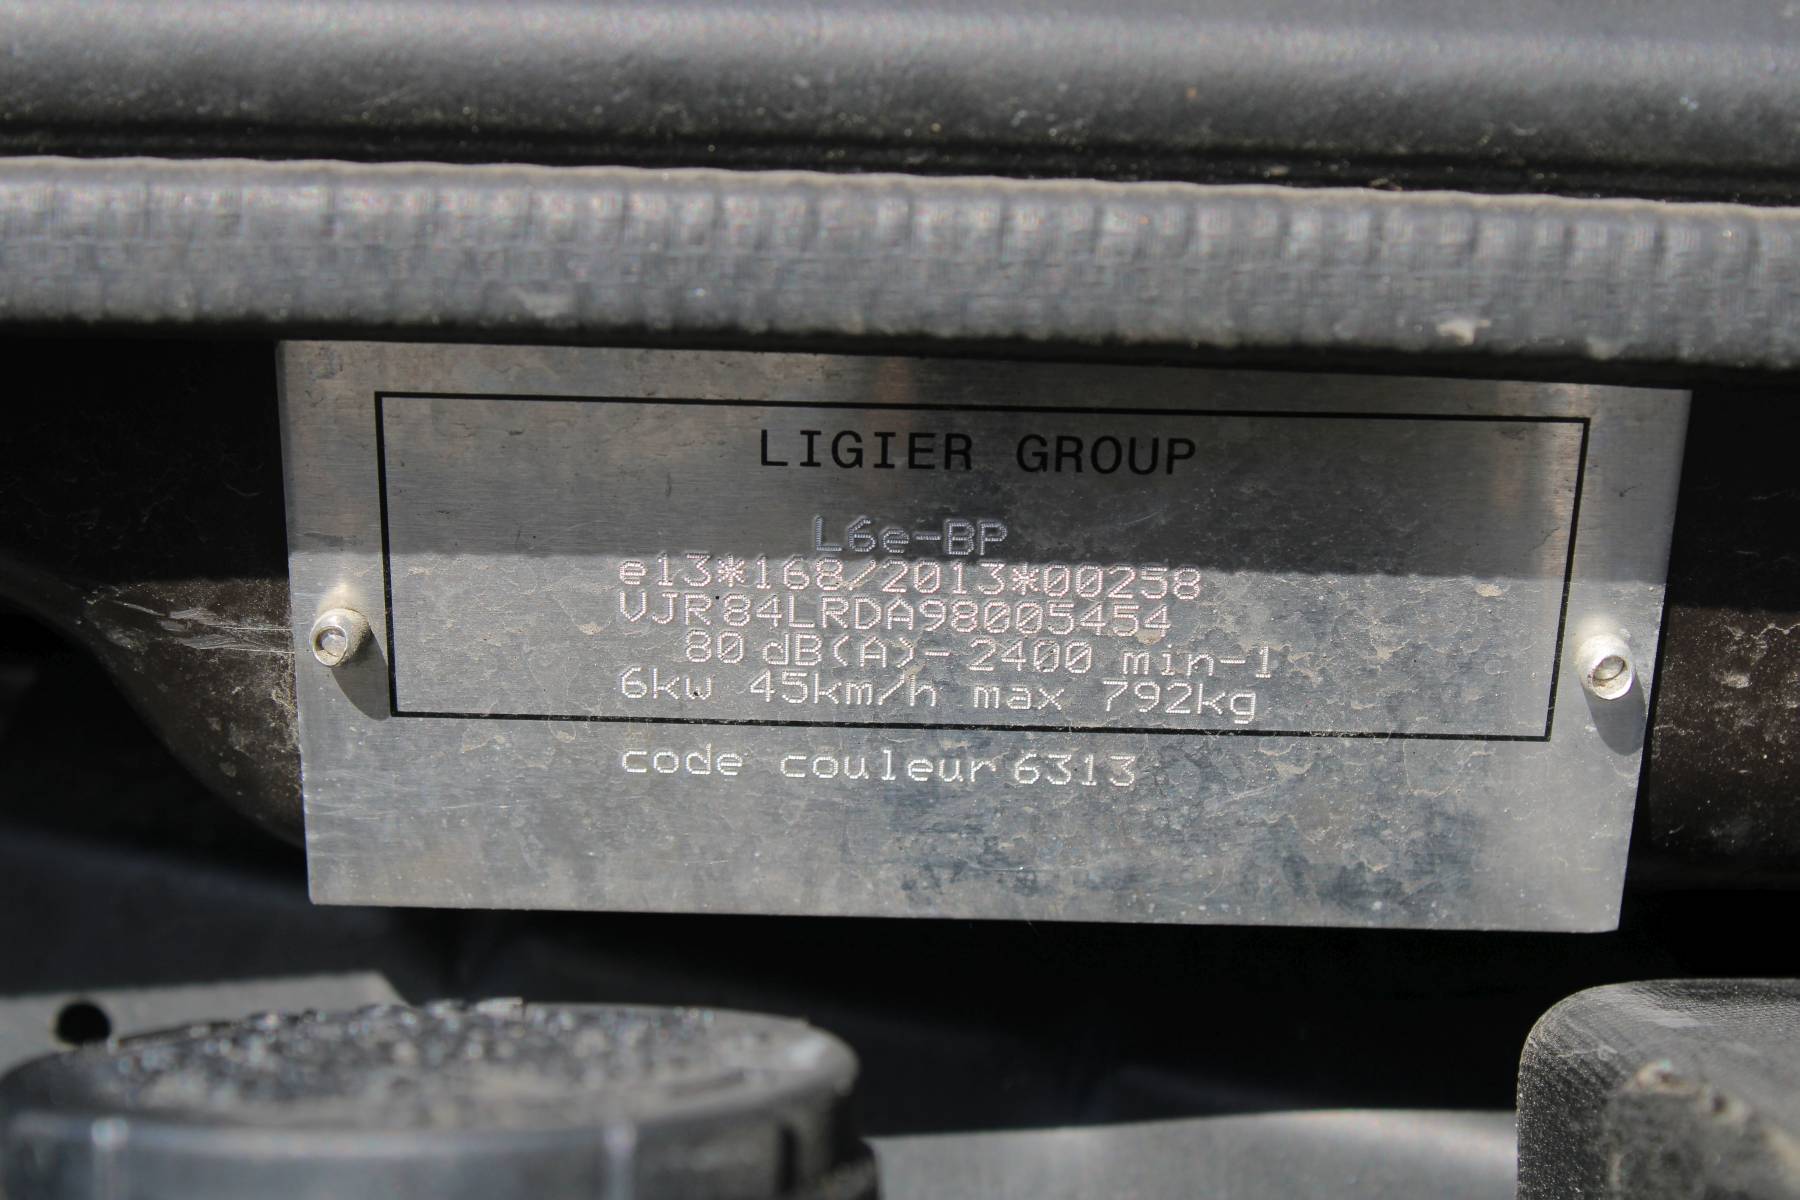 LIGIER GROUP
L6e-BP
e13*168/2013*00258
VJR84LRDA98005454
80 dB(A)- 2400 min-1
6kw 45km/h max 792kg
code couleur 6313